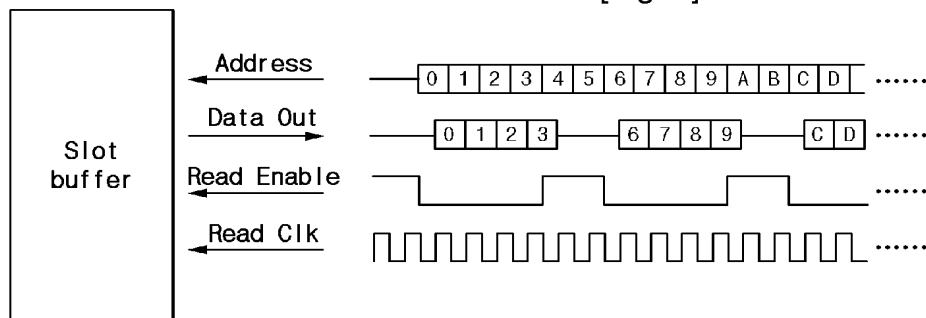 Address
0 1 2 3 4 5 6 7 8 9 A B C D ......
Data Out
0 1 2 3 6 7 8 9 C D ......
Slot
buffer
Read Enable
......
Read Clk
......